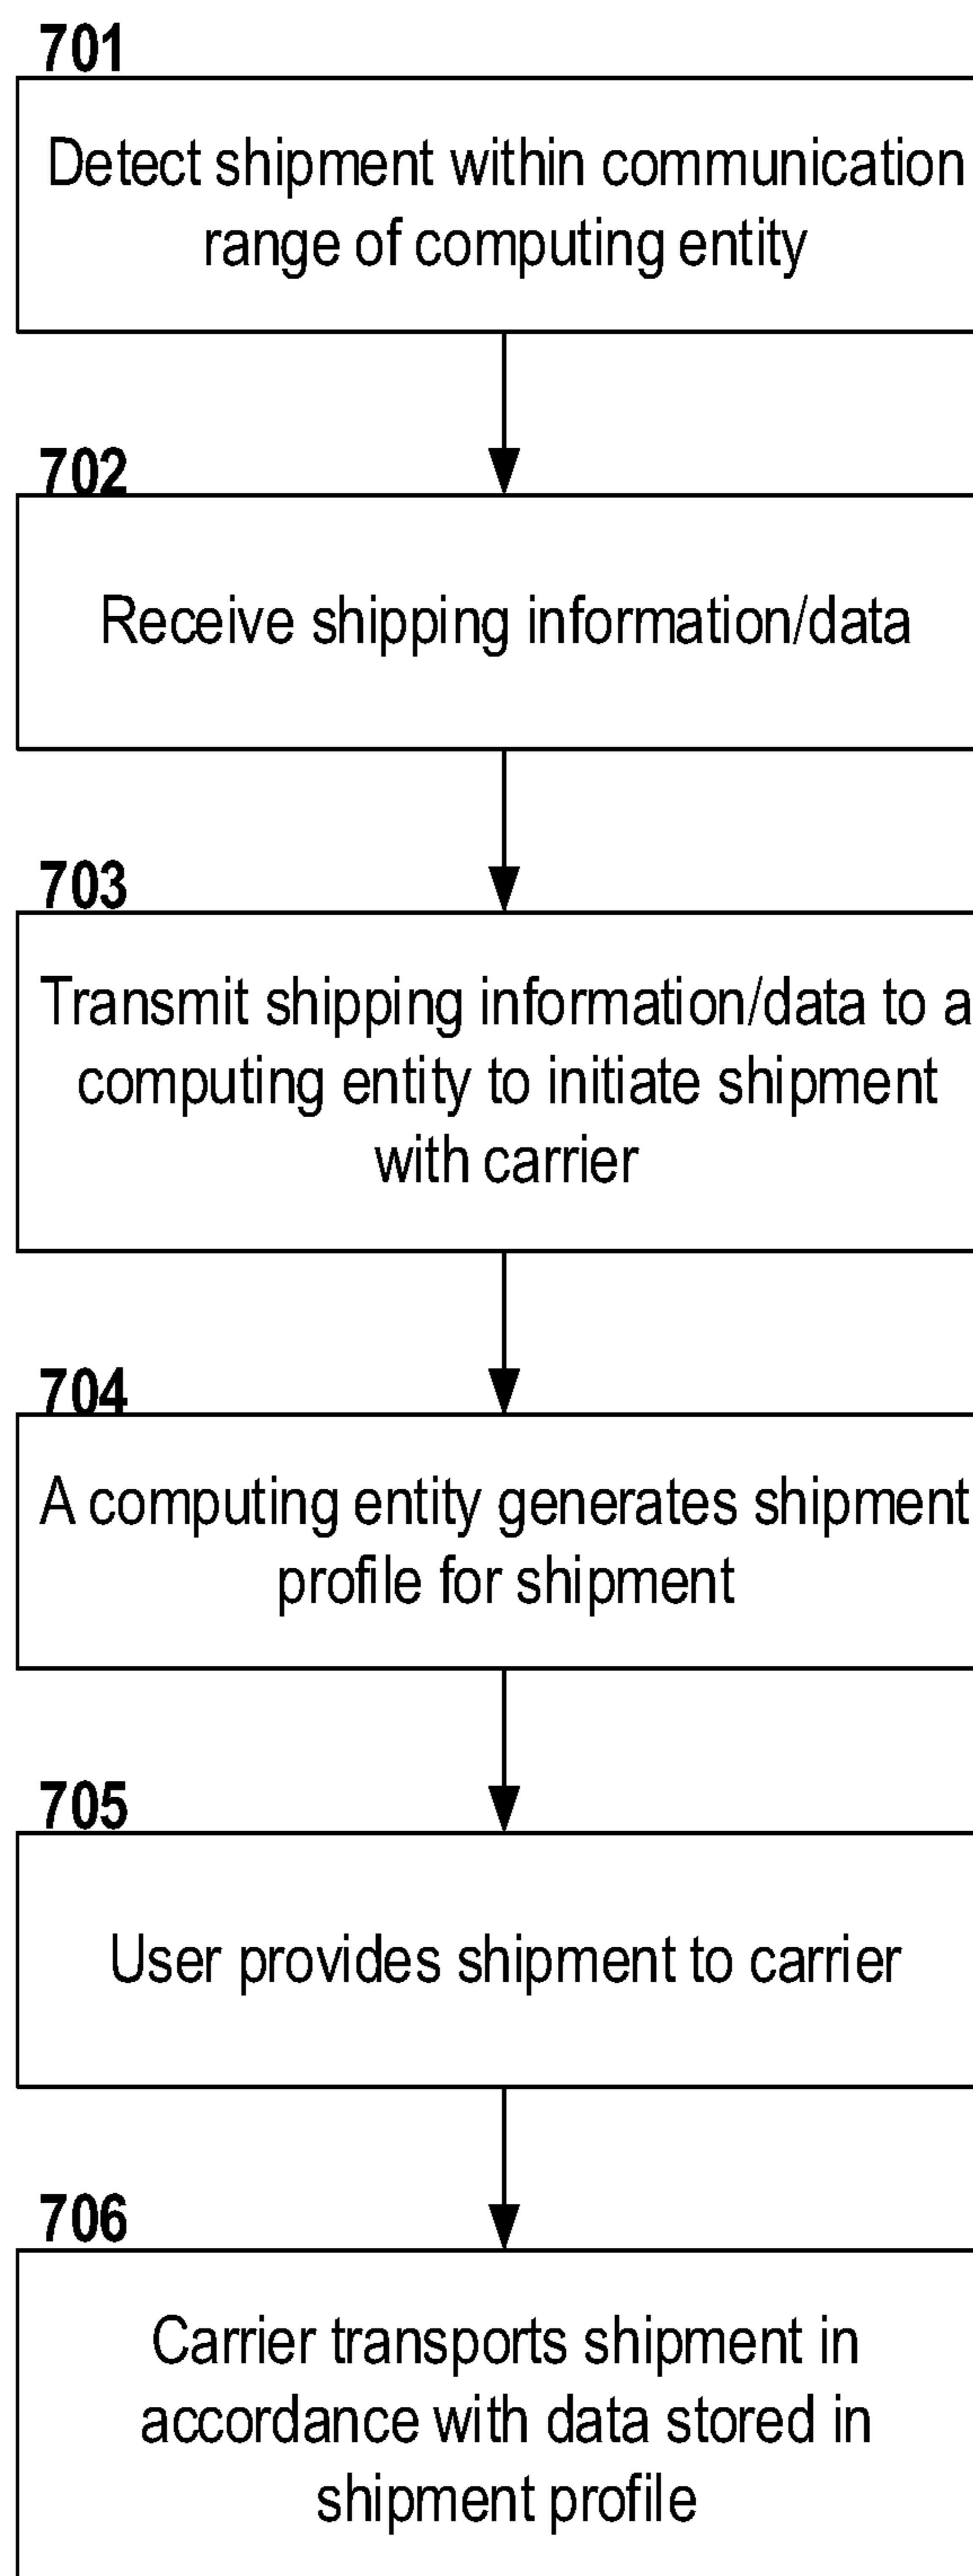 701
Detect shipment within communication
range of computing entity
702
Receive shipping information/data
703
Transmit shipping information/data to a
computing entity to initiate shipment
with carrier
704
A computing entity generates shipment
profile for shipment
705
User provides shipment to carrier
706
Carrier transports shipment in
accordance with data stored in
shipment profile